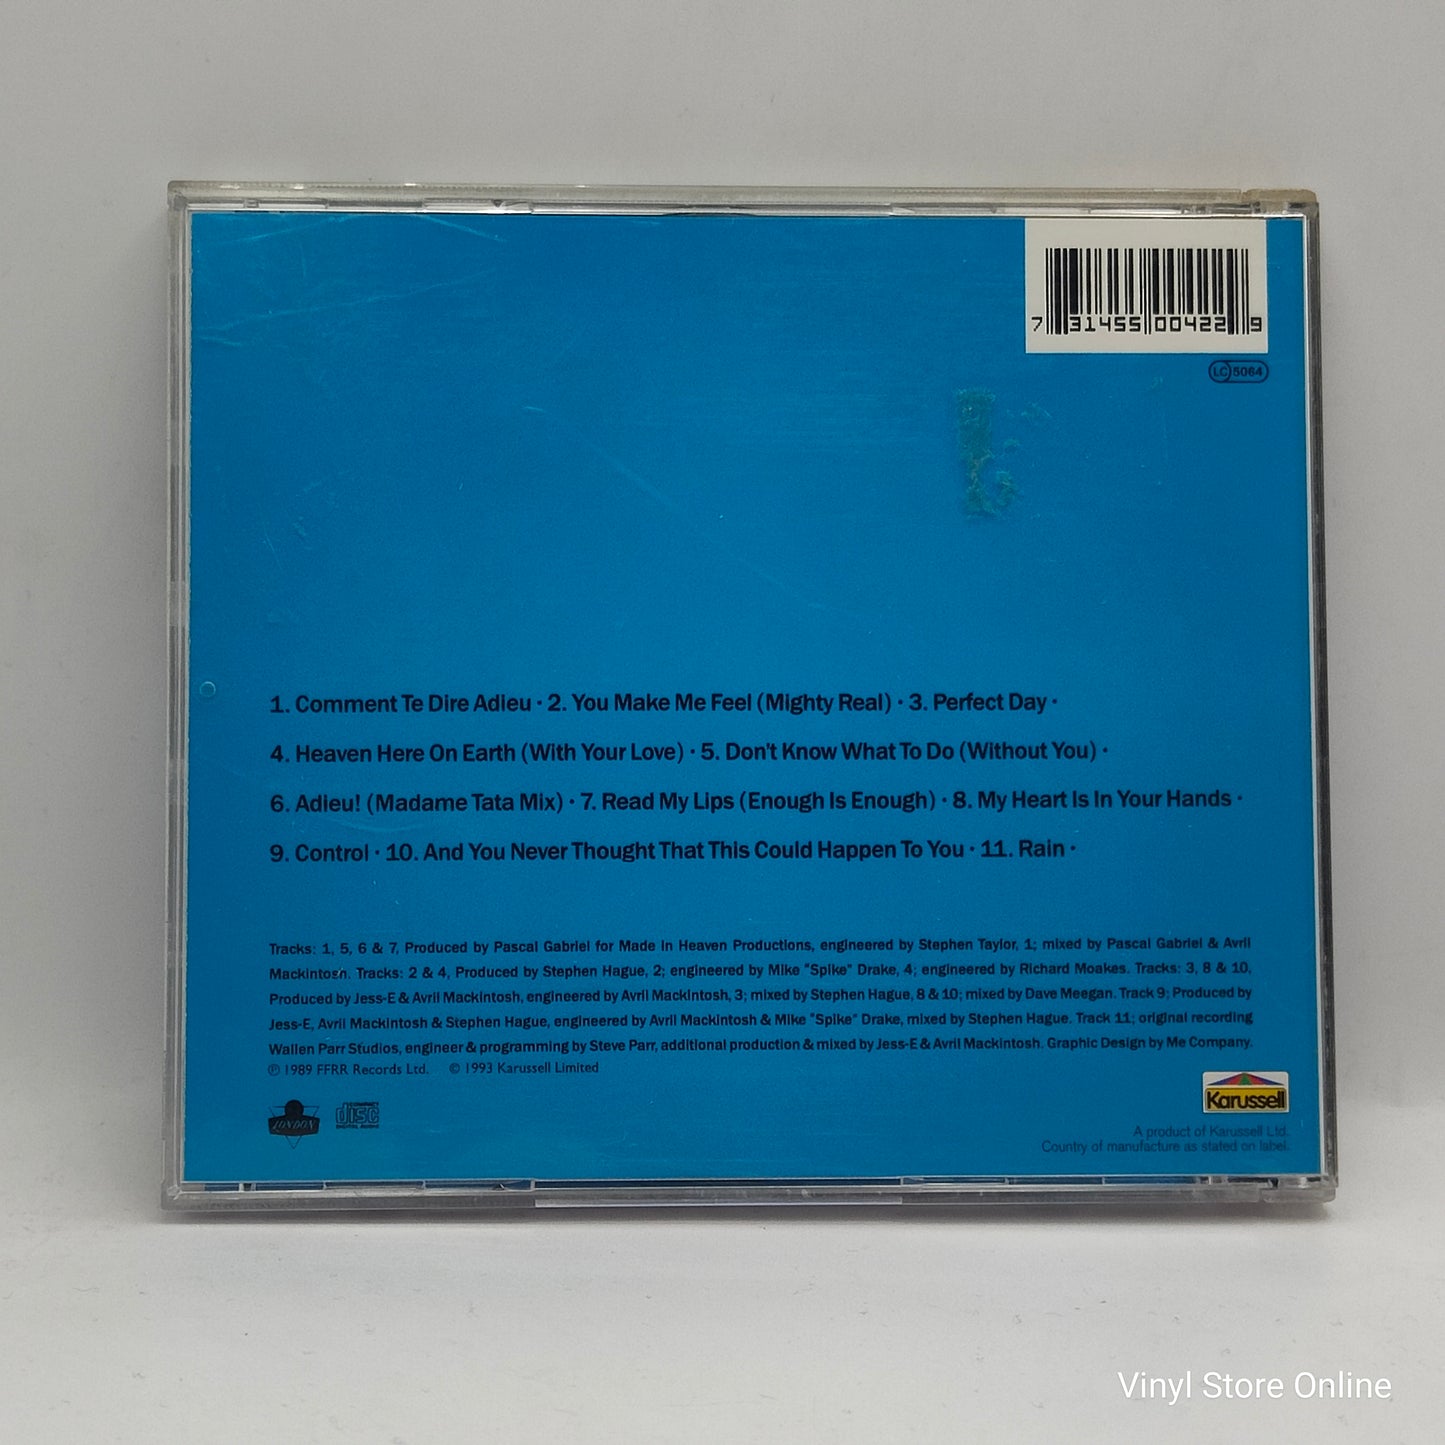 7 31455 00422 9
LC 5064
1. Comment Te Dire Adieu · 2. You Make Me Feel (Mighty Real) · 3. Perfect Day ·
4. Heaven Here On Earth (With Your Love) · 5. Don't Know What To Do (Without You) ·
6. Adieu! (Madame Tata Mix) · 7. Read My Lips (Enough Is Enough) · 8. My Heart Is In Your Hands ·
9. Control · 10. And You Never Thought That This Could Happen To You · 11. Rain ·
Tracks: 1, 5, 6 & 7, Produced by Pascal Gabriel for Made in Heaven Productions, engineered by Stephen Taylor, 1; mixed by Pascal Gabriel & Avril
Mackintosh. Tracks: 2 & 4, Produced by Stephen Hague, 2; engineered by Mike "Spike" Drake, 4; engineered by Richard Moakes. Tracks: 3, 8 & 10,
Produced by Jess-E & Avril Mackintosh, engineered by Avril Mackintosh, 3; mixed by Stephen Hague, 8 & 10; mixed by Dave Meegan. Track 9: Produced by
Jess-E, Avril Mackintosh & Stephen Hague, engineered by Avril Mackintosh & Mike "Spike" Drake, mixed by Stephen Hague. Track 11; original recording
Wallen Parr Studios, engineer & programming by Steve Parr, additional production & mixed by Jess-E & Avril Mackintosh. Graphic Design by Me Company.
℗ 1989 FFRR Records Ltd. © 1993 Karussell Limited
LONDON
COMPACT
disc
DIGITAL AUDIO
Karussell
A product of Karussell Ltd.
Country of manufacture as stated on label.
Vinyl Store Online